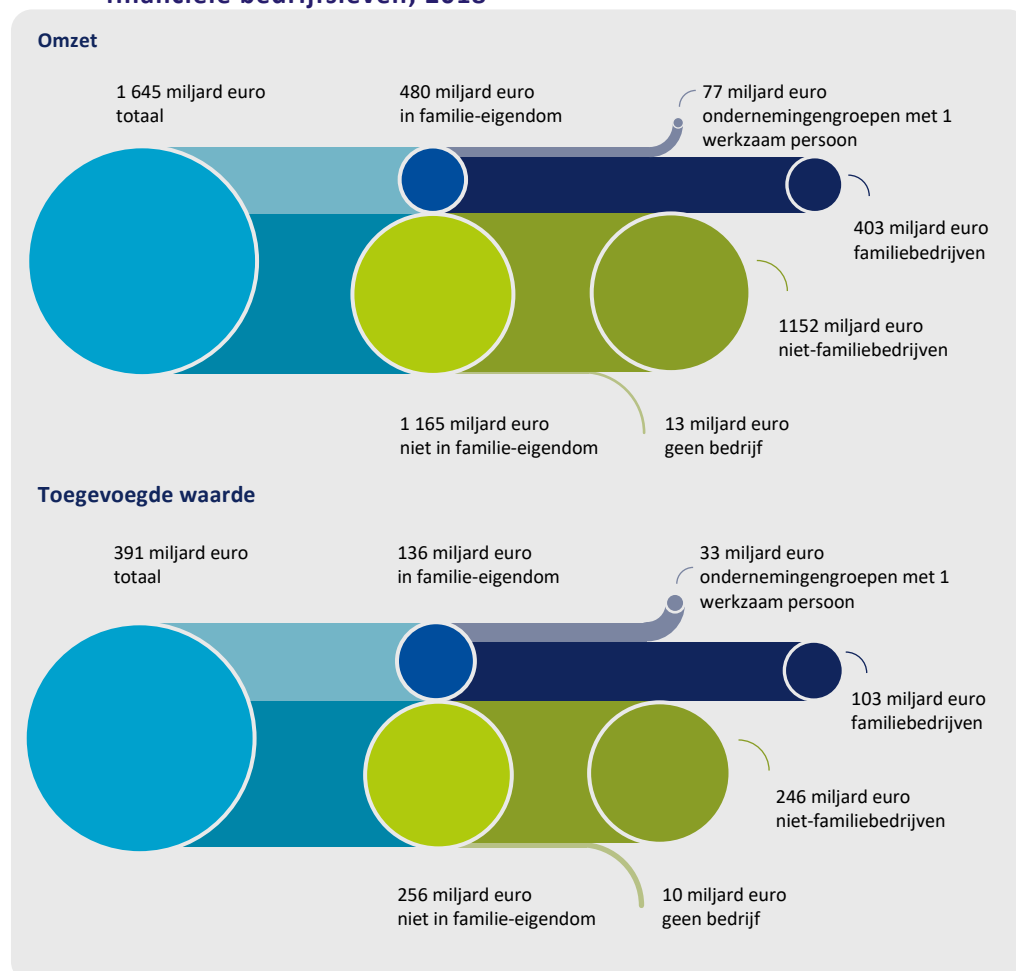 financiële bedrijfsleven, 2018
Omzet
1 645 miljard euro
totaal
480 miljard euro
in familie-eigendom
77 miljard euro
ondernemingengroepen met 1
werkzaam persoon
403 miljard euro
familiebedrijven
1152 miljard euro
niet-familiebedrijven
1 165 miljard euro
niet in familie-eigendom
13 miljard euro
geen bedrijf
Toegevoegde waarde
391 miljard euro
totaal
136 miljard euro
in familie-eigendom
33 miljard euro
ondernemingengroepen met 1
werkzaam persoon
103 miljard euro
familiebedrijven
246 miljard euro
niet-familiebedrijven
256 miljard euro
niet in familie-eigendom
10 miljard euro
geen bedrijf